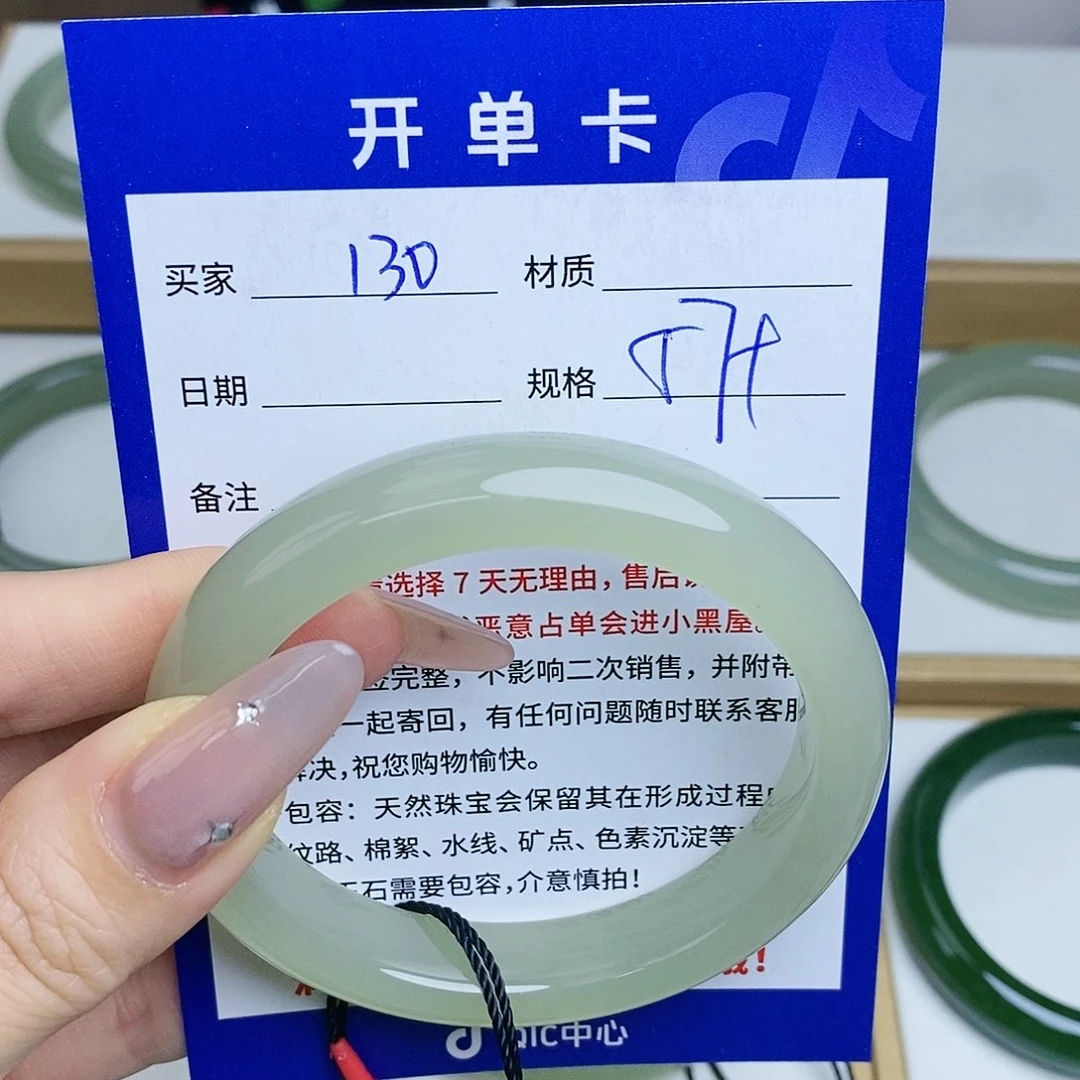 开单卡
买家 130 材质
日期 规格
备注
选择7天无理由，售后
恶意占单会进小黑屋。
完整，不影响二次销售，并附带
一起寄回，有任何问题随时联系客服
决，祝您购物愉快。
包容：天然珠宝会保留其在形成过程
纹路、棉絮、水线、矿点、色素沉淀等
石需要包容，介意慎拍！
！
QIC中心